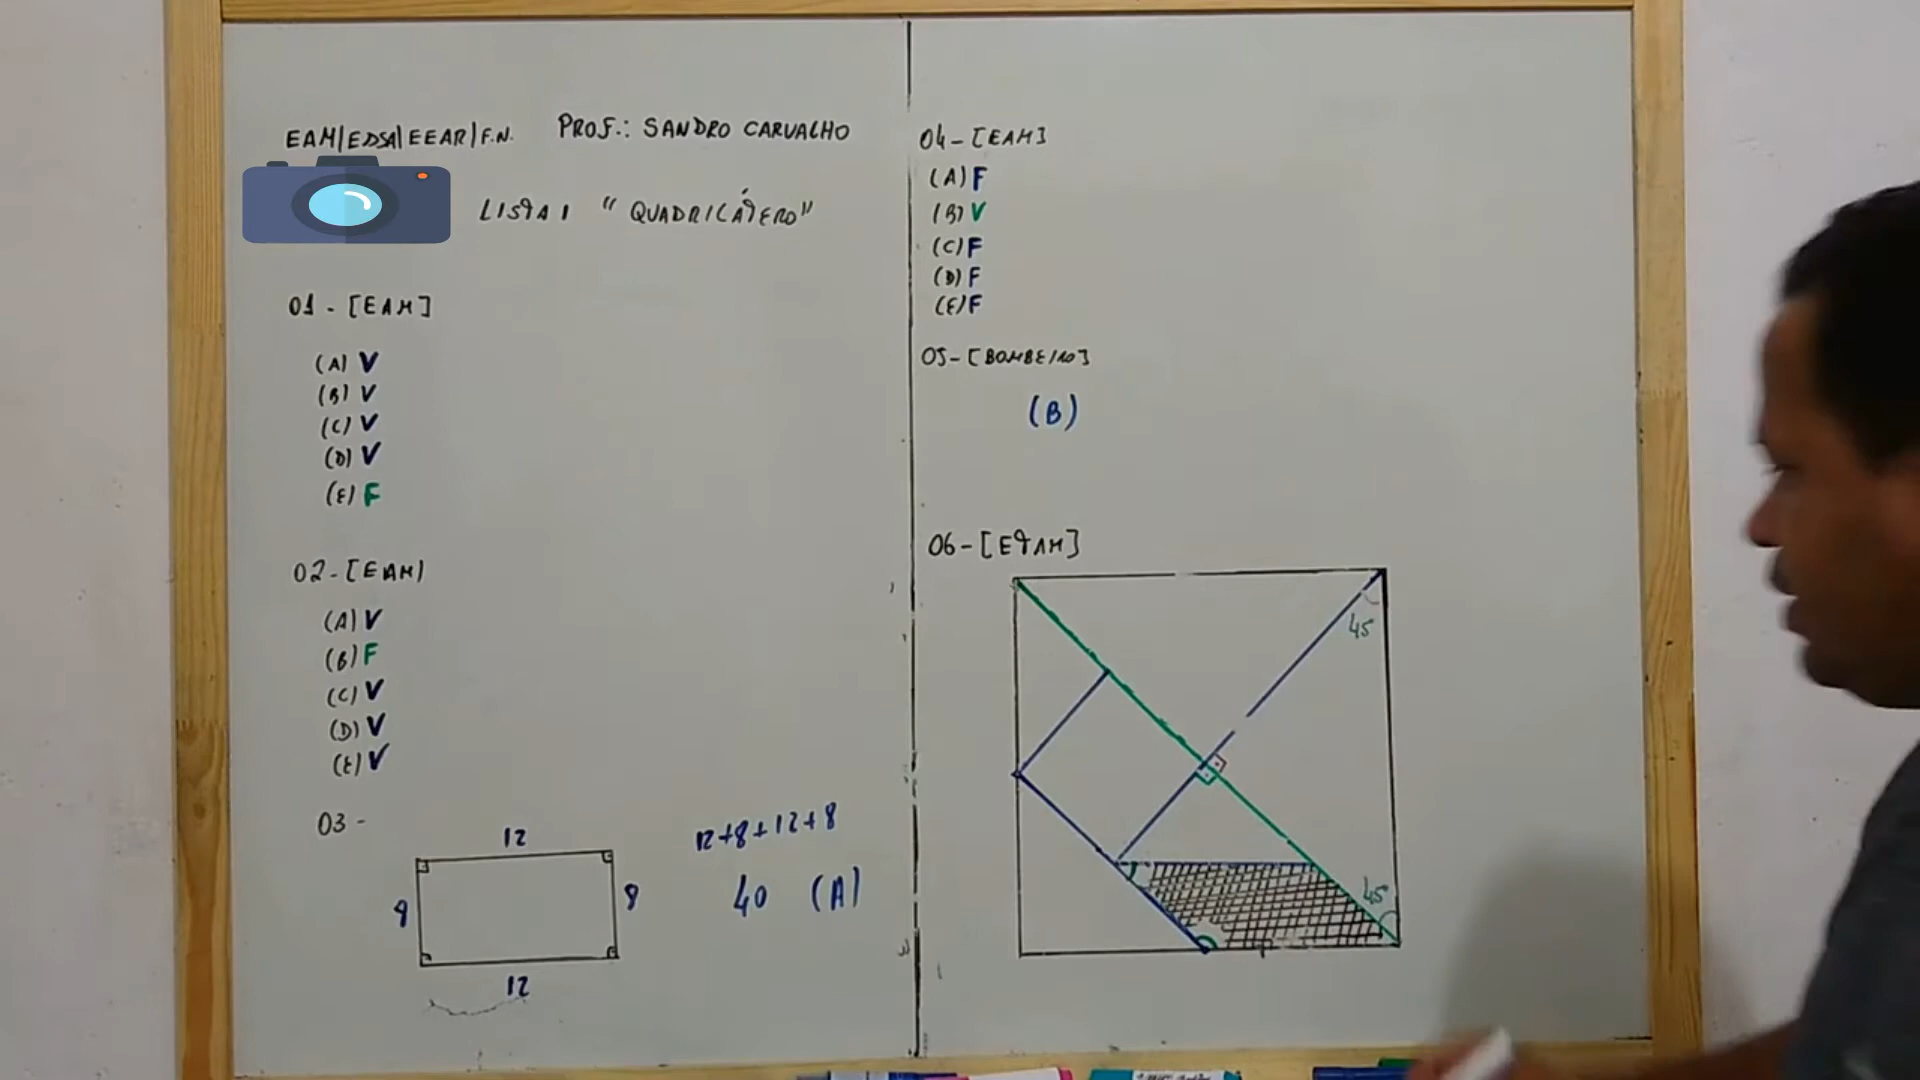 EAM/EDSA/EEAR/F.N. PROF.: SANDRO CARVALHO
LISTA 1 "QUADRILÁTERO"
01 - [EAM]
(A) V
(B) V
(C) V
(D) V
(E) F
02 - [EAM]
(A) V
(B) F
(C) V
(D) V
(E) V
03 -
12
8
8
12
12+8+12+8
40 (A)
04 - [EAM]
(A) F
(B) V
(C) F
(D) F
(E) F
05 - [BOMBEIRO]
(B)
06 - [ETAM]
45
45